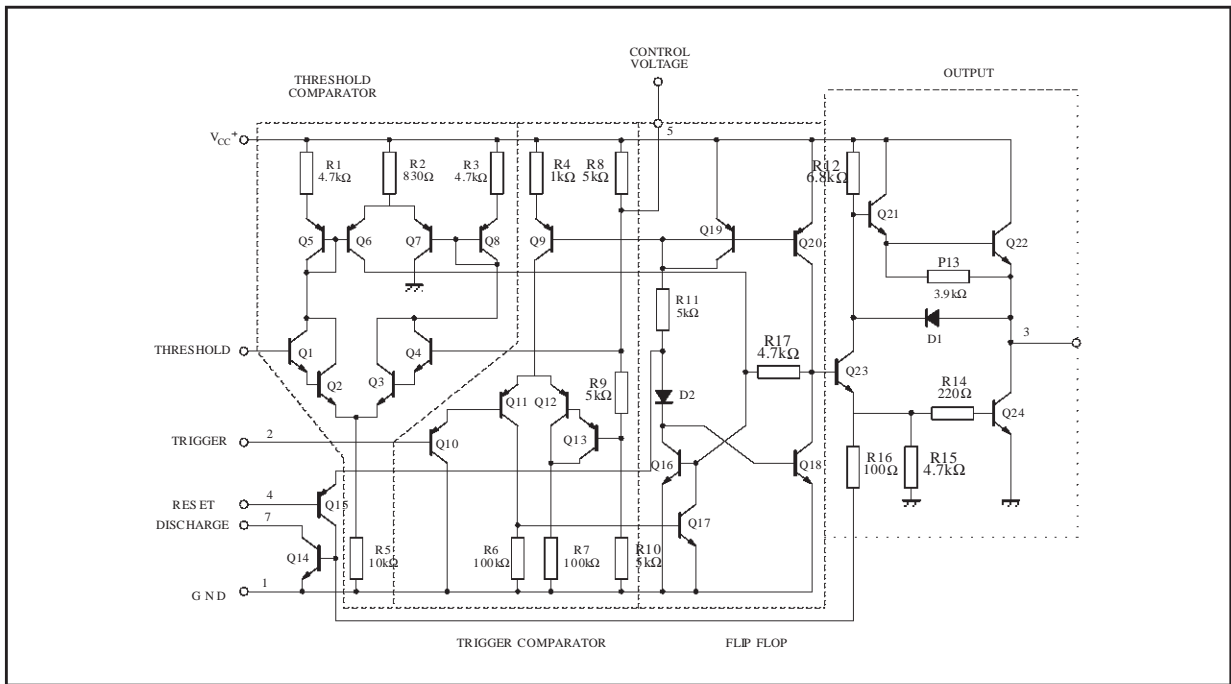 CONTROL
VOLTAGE
OUTPUT
THRESHOLD
COMPARATOR
VCC+
5
R1
4.7kΩ
R2
830Ω
R3
4.7kΩ
R4
1kΩ
R8
5kΩ
R12
6.8kΩ
Q5
Q6
Q7
Q8
Q9
Q19
Q20
Q21
Q22
P13
3.9kΩ
R11
5kΩ
D1
3
THRESHOLD
Q1
Q2
Q3
Q4
R17
4.7kΩ
Q23
R9
5kΩ
R14
220Ω
Q11
Q12
D2
Q24
TRIGGER
2
Q10
Q13
Q16
Q18
R16
100Ω
R15
4.7kΩ
RESET
4
Q15
DISCHARGE
7
Q17
Q14
R5
10kΩ
R6
100kΩ
R7
100kΩ
R10
5kΩ
GND
1
TRIGGER COMPARATOR
FLIP FLOP